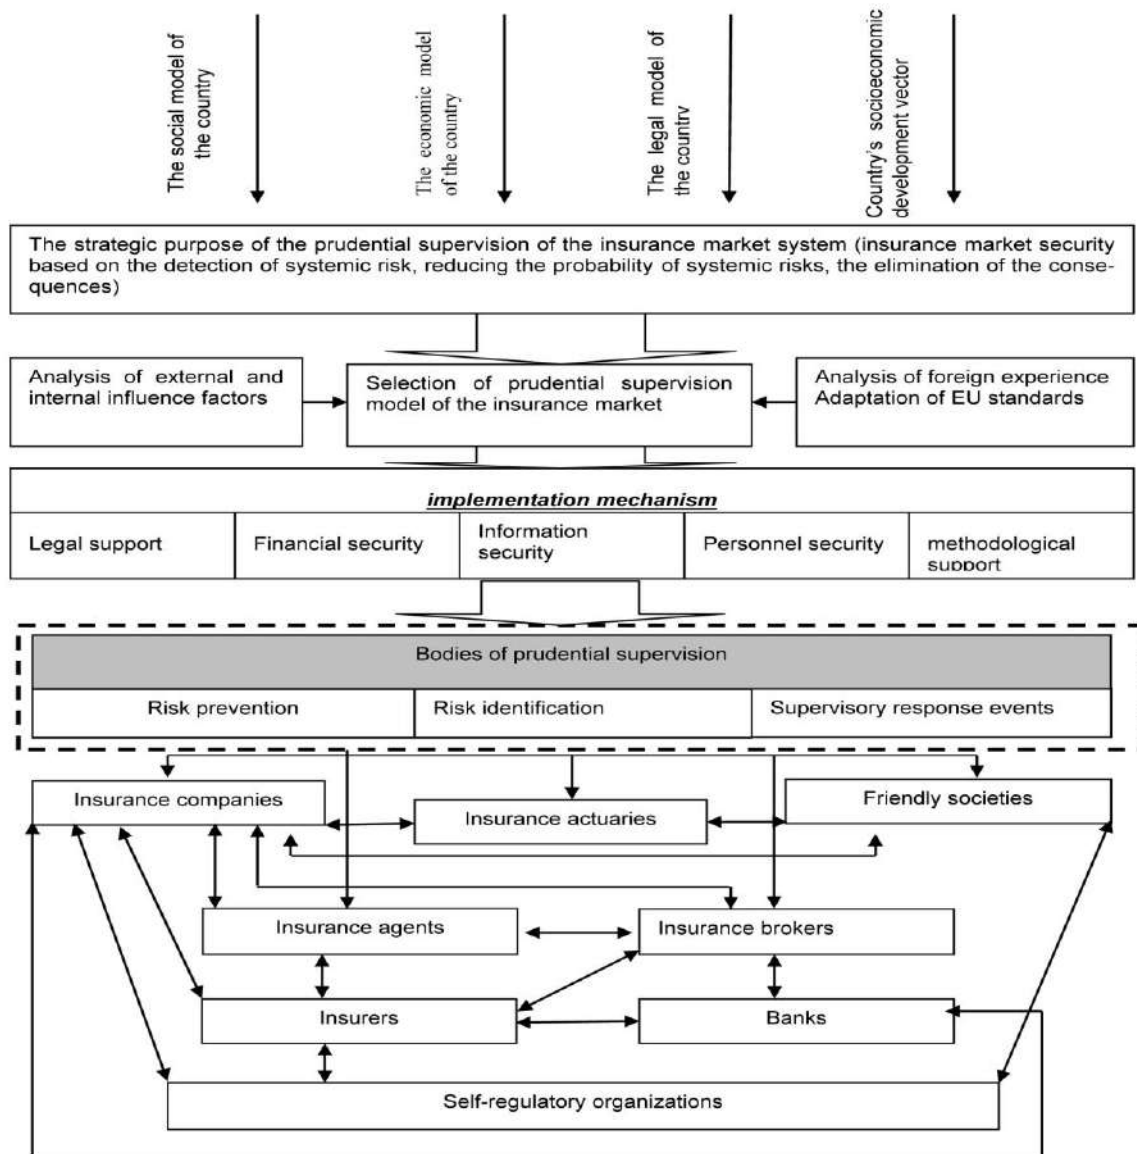 The social model of
the country
The economic model
of the country
The legal model of
the country
Country's socioeconomic
development vector
The strategic purpose of the prudential supervision of the insurance market system (insurance market security
based on the detection of systemic risk, reducing the probability of systemic risks, the elimination of the conse-
quences)
Analysis of external and
internal influence factors
Selection of prudential supervision
model of the insurance market
Analysis of foreign experience
Adaptation of EU standards
implementation mechanism
Legal support
Financial security
Information
security
Personnel security
methodological
support
Bodies of prudential supervision
Risk prevention
Risk identification
Supervisory response events
Insurance companies
Insurance actuaries
Friendly societies
Insurance agents
Insurance brokers
Insurers
Banks
Self-regulatory organizations